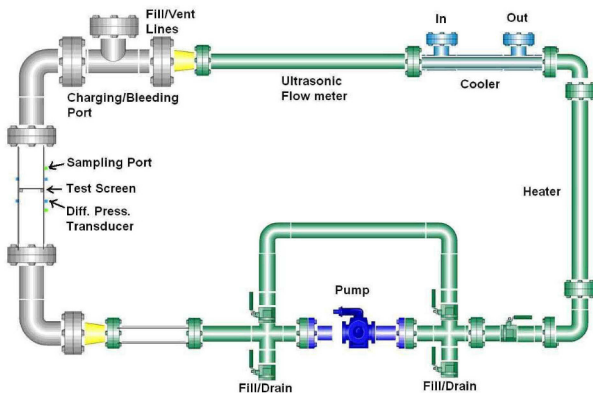 Fill/Vent
Lines
In
Out
Charging/Bleeding
Port
Ultrasonic
Flow meter
Cooler
Sampling Port
Test Screen
Diff. Press.
Transducer
Heater
Pump
Fill/Drain
Fill/Drain